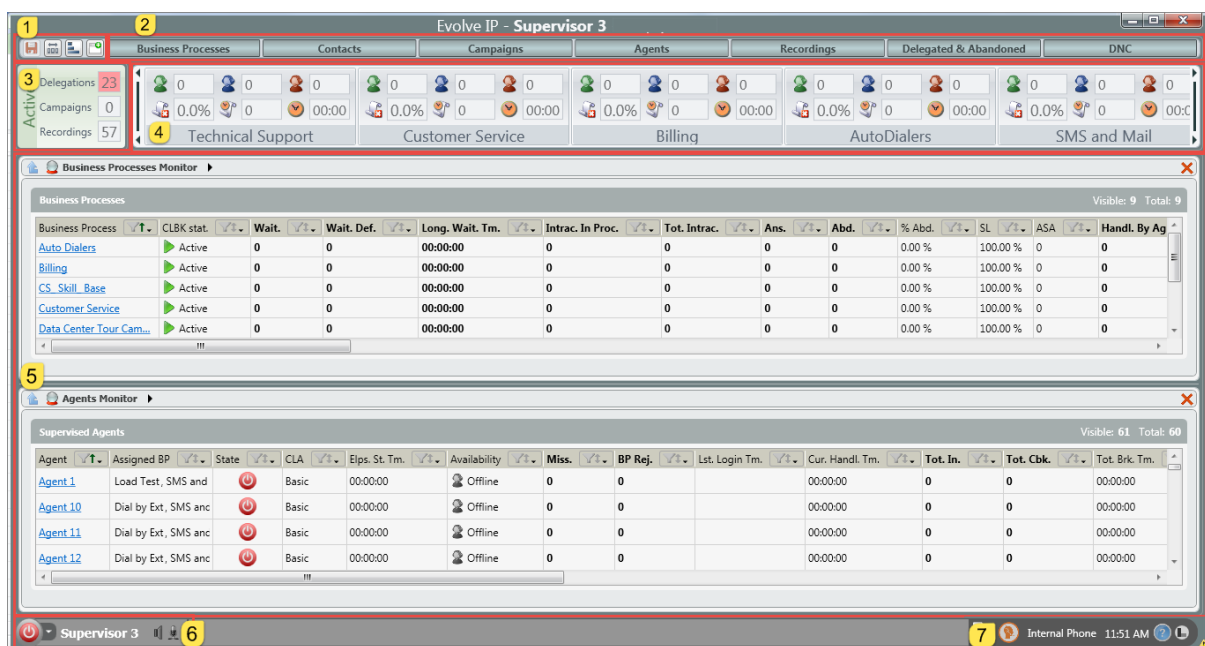 Evolve IP - Supervisor 3
1
2
Business Processes Contacts Campaigns Agents Recordings Delegated & Abandoned DNC
3
Active
Delegations 23
Campaigns 0
Recordings 57
0 0 0 0 0 0 0 0 0 0 0 0 0 0 0
0.0% 0 00:00 0.0% 0 00:00 0.0% 0 00:00 0.0% 0 00:00 0.0% 0 00:0
4
Technical Support Customer Service Billing AutoDialers SMS and Mail
Business Processes Monitor
Business Processes Visible: 9 Total: 9
Business Process CLBK stat. Wait. Wait. Def. Long. Wait. Tm. Intrac. In Proc. Tot. Intrac. Ans. Abd. % Abd. SL ASA Handl. By Ag
Auto Dialers Active 0 0 00:00:00 0 0 0 0 0.00 % 100.00 % 0 0
Billing Active 0 0 00:00:00 0 0 0 0 0.00 % 100.00 % 0 0
CS_Skill_Base Active 0 0 00:00:00 0 0 0 0 0.00 % 100.00 % 0 0
Customer Service Active 0 0 00:00:00 0 0 0 0 0.00 % 100.00 % 0 0
Data Center Tour Cam... Active 0 0 00:00:00 0 0 0 0 0.00 % 100.00 % 0 0
5
Agents Monitor
Supervised Agents Visible: 61 Total: 60
Agent Assigned BP State CLA Elps. St. Tm. Availability Miss. BP Rej. Lst. Login Tm. Cur. Handl. Tm. Tot. In. Tot. Cbk. Tot. Brk. Tm.
Agent 1 Load Test, SMS and Basic 00:00:00 Offline 0 0 00:00:00 0 0 00:00:00
Agent 10 Dial by Ext, SMS anc Basic 00:00:00 Offline 0 0 00:00:00 0 0 00:00:00
Agent 11 Dial by Ext, SMS anc Basic 00:00:00 Offline 0 0 00:00:00 0 0 00:00:00
Agent 12 Dial by Ext, SMS anc Basic 00:00:00 Offline 0 0 00:00:00 0 0 00:00:00
Supervisor 3 6 7 Internal Phone 11:51 AM